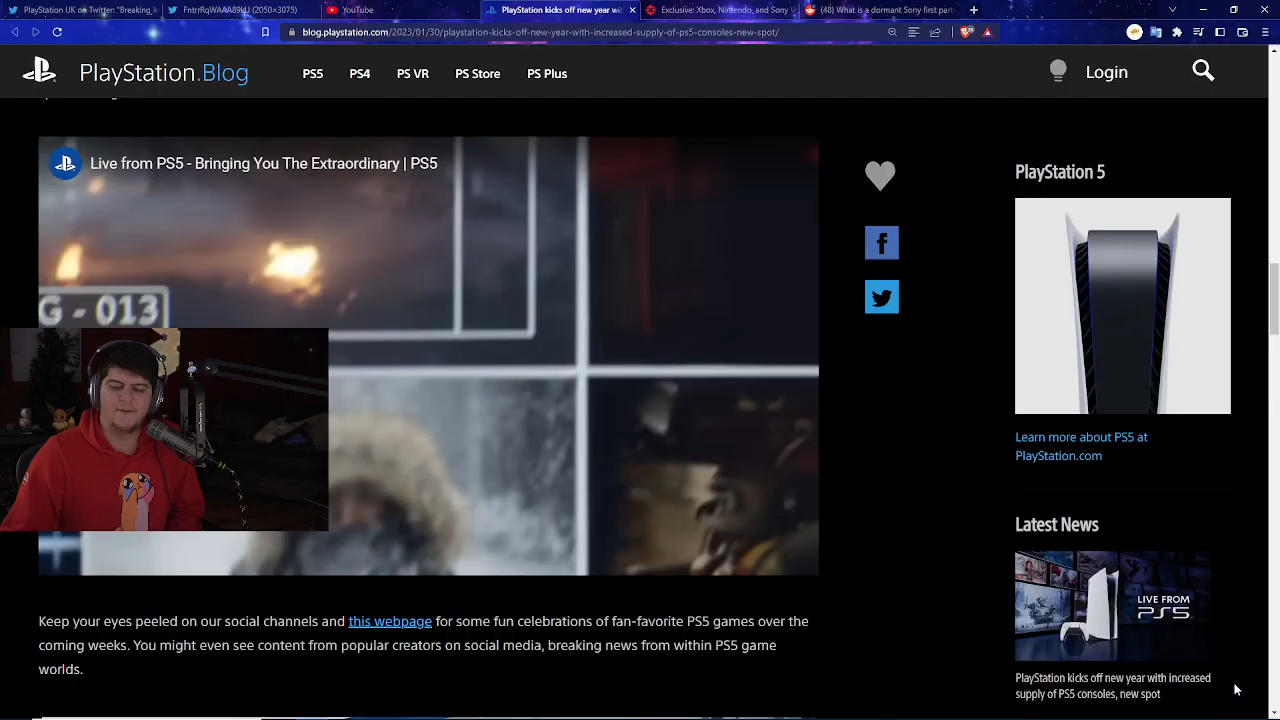 PlayStation UK on Twitter: "Breaking
FntrrRqWAAA89kU (2050×3075)
YouTube
PlayStation kicks off new year wit
Exclusive: Xbox, Nintendo, and Sony W
(48) What is a dormant Sony first part
blog.playstation.com/2023/01/30/playstation-kicks-off-new-year-with-increased-supply-of-ps5-consoles-new-spot/
PlayStation.Blog
PS5
PS4
PS VR
PS Store
PS Plus
Login
Live from PS5 - Bringing You The Extraordinary | PS5
G - 013
PlayStation 5
Learn more about PS5 at
PlayStation.com
Latest News
LIVE FROM
PS5
PlayStation kicks off new year with increased
supply of PS5 consoles, new spot
Keep your eyes peeled on our social channels and this webpage for some fun celebrations of fan-favorite PS5 games over the
coming weeks. You might even see content from popular creators on social media, breaking news from within PS5 game
worlds.